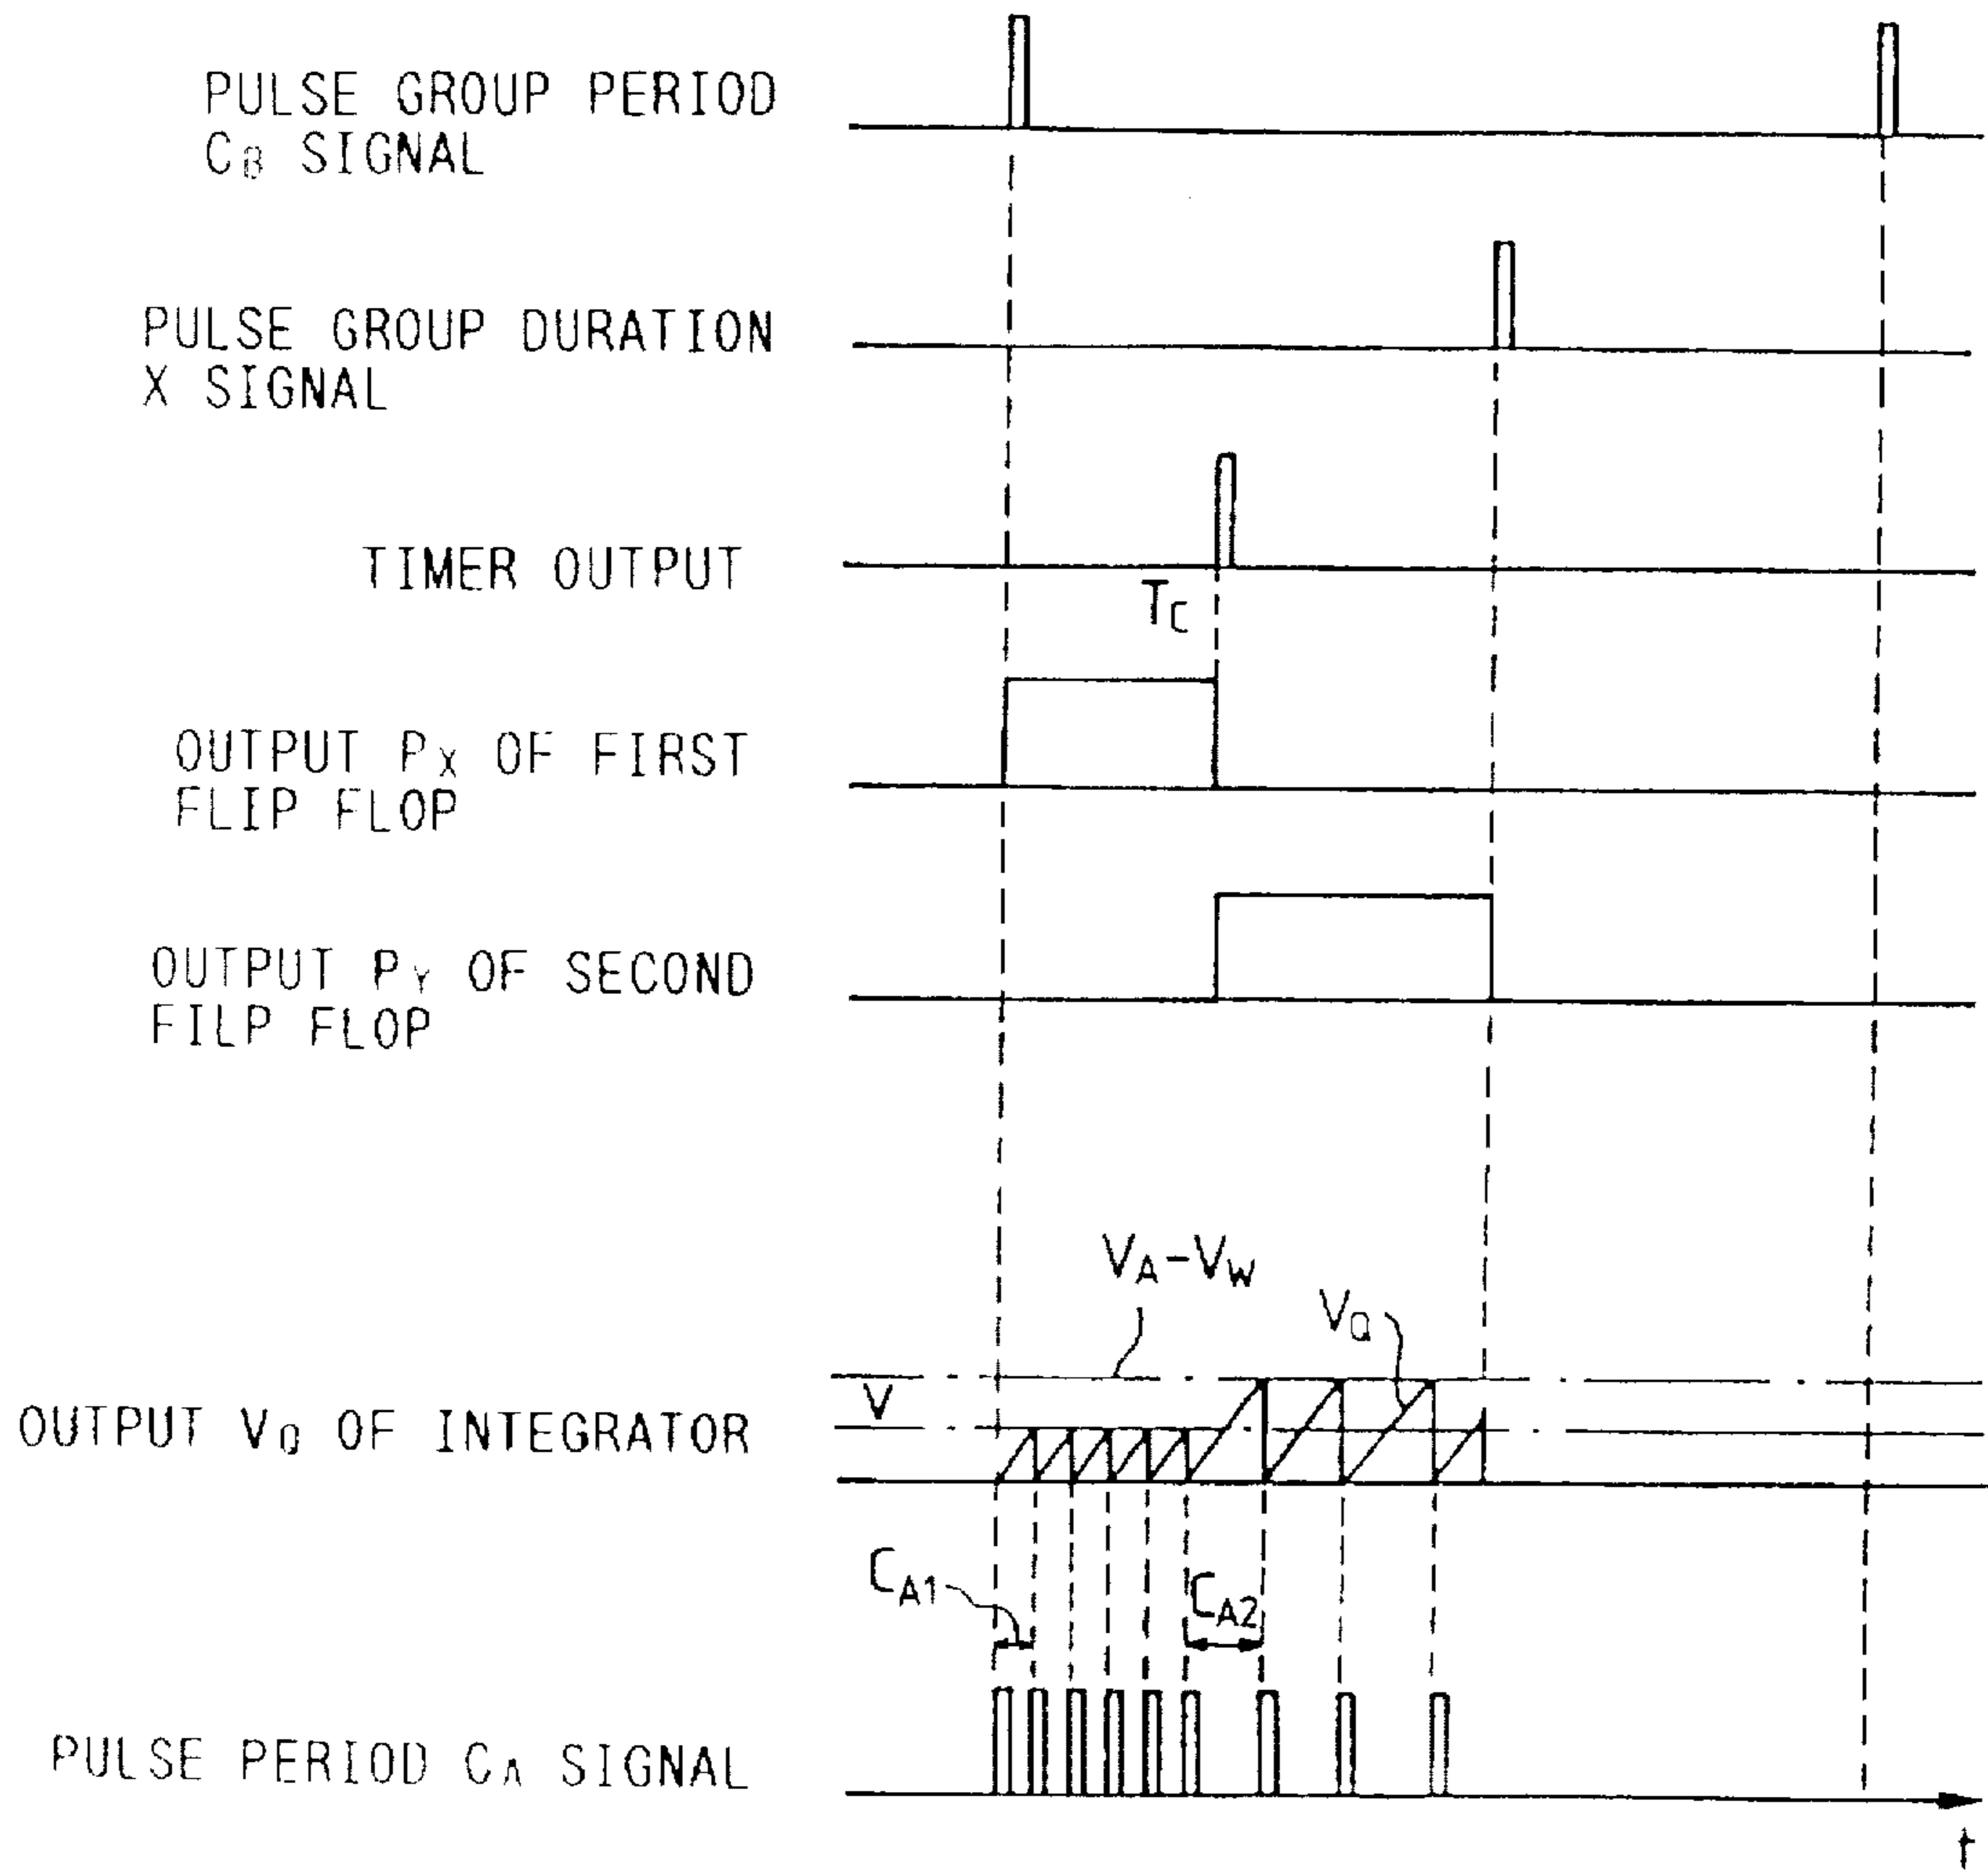 PULSE GROUP PERIOD
CB SIGNAL
PULSE GROUP DURATION
X SIGNAL
TIMER OUTPUT
TC
OUTPUT PX OF FIRST
FLIP FLOP
OUTPUT PY OF SECOND
FILP FLOP
VA-VW
VQ
V
OUTPUT VQ OF INTEGRATOR
CA1
CA2
PULSE PERIOD CA SIGNAL
t